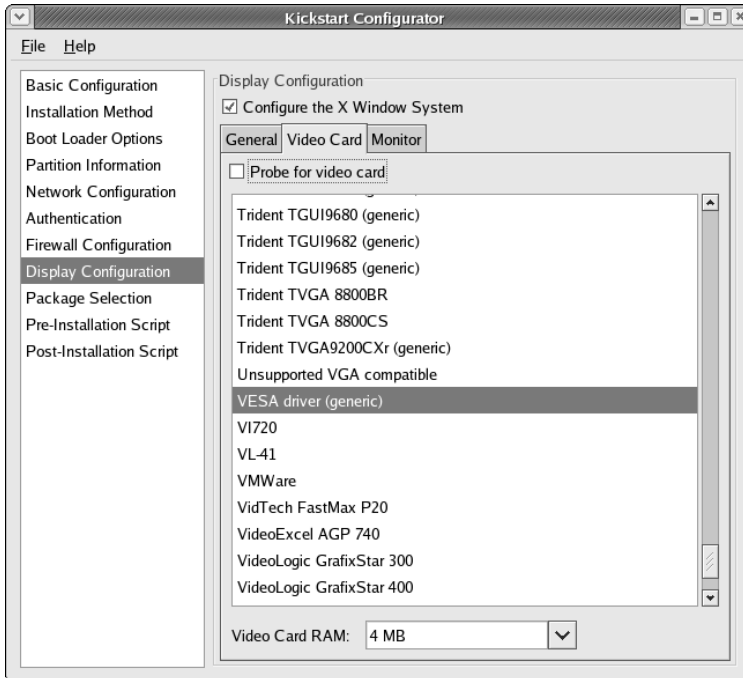 Kickstart Configurator
File Help
Basic Configuration
Installation Method
Boot Loader Options
Partition Information
Network Configuration
Authentication
Firewall Configuration
Display Configuration
Package Selection
Pre-Installation Script
Post-Installation Script
Display Configuration
Configure the X Window System
General Video Card Monitor
Probe for video card
Trident TGUI9680 (generic)
Trident TGUI9682 (generic)
Trident TGUI9685 (generic)
Trident TVGA 8800BR
Trident TVGA 8800CS
Trident TVGA9200CXr (generic)
Unsupported VGA compatible
VESA driver (generic)
VI720
VL-41
VMWare
VidTech FastMax P20
VideoExcel AGP 740
VideoLogic GrafixStar 300
VideoLogic GrafixStar 400
Video Card RAM: 4 MB